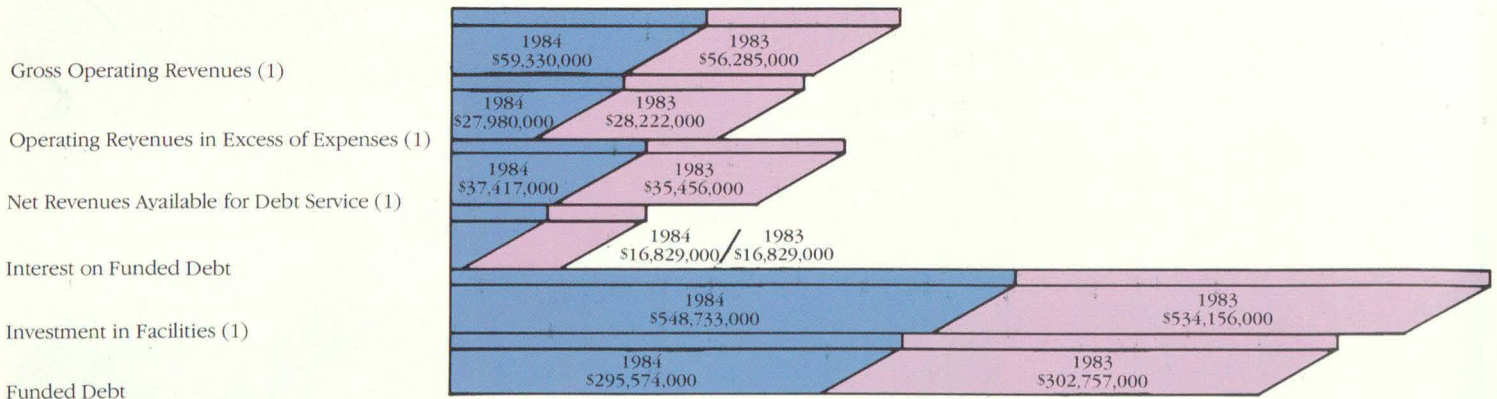 1984 1983
$59,330,000 $56,285,000
Gross Operating Revenues (1)
1984 1983
$27,980,000 $28,222,000
Operating Revenues in Excess of Expenses (1)
1984 1983
$37,417,000 $35,456,000
Net Revenues Available for Debt Service (1)
1984 / 1983
$16,829,000 $16,829,000
Interest on Funded Debt
1984 1983
$548,733,000 $534,156,000
Investment in Facilities (1)
1984 1983
$295,574,000 $302,757,000
Funded Debt